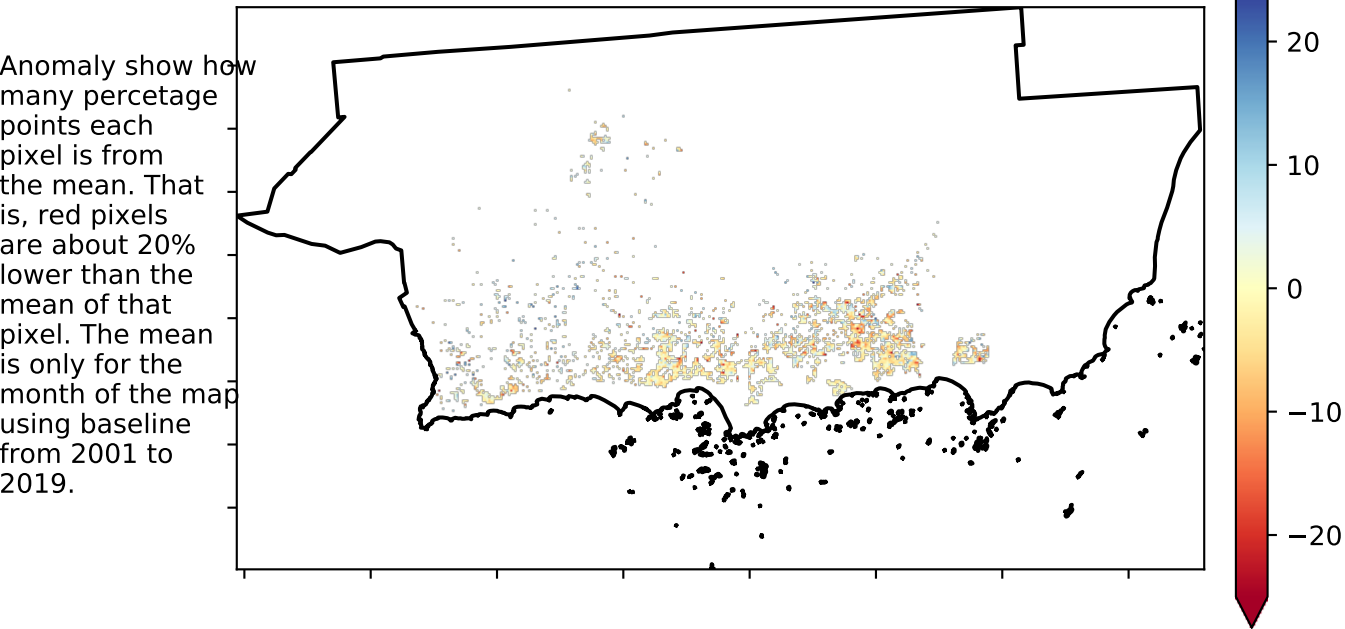 Anomaly show how
many percetage
points each
pixel is from
the mean. That
is, red pixels
are about 20%
lower than the
mean of that
pixel. The mean
is only for the
month of the map
using baseline
from 2001 to
2019.
20
10
0
−10
−20